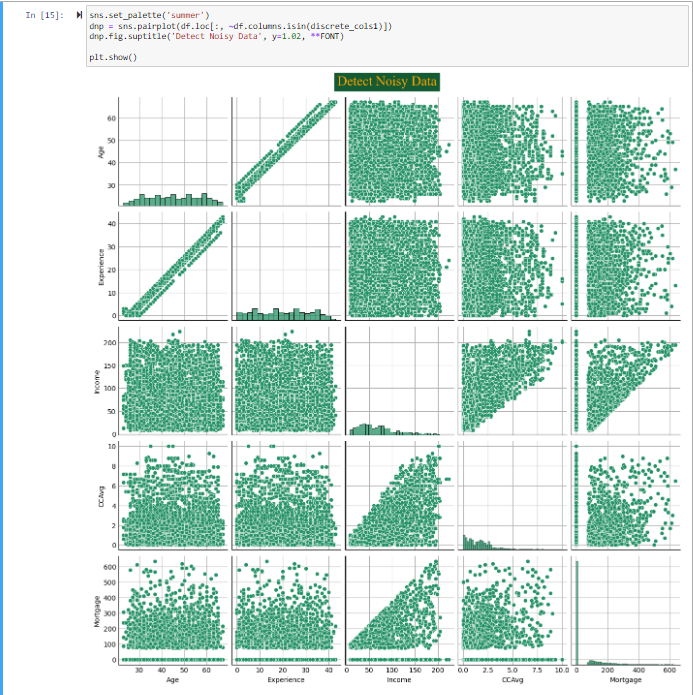 In [15]:
sns.set_palette('summer')
dnp = sns.pairplot(df.loc[:, ~df.columns.isin(discrete_cols1)])
dnp.fig.suptitle('Detect Noisy Data', y=1.02, **FONT)
plt.show()
Detect Noisy Data
Age
60
50
40
30
Experience
40
30
20
10
0
Income
200
150
100
50
0
CCAvg
10
8
6
4
2
0
Mortgage
600
500
400
300
200
100
0
30 40 50 60
Age
0 10 20 30 40
Experience
0 50 100 150 200
Income
0.0 2.5 5.0 7.5 10.0
CCAvg
0 200 400 600
Mortgage